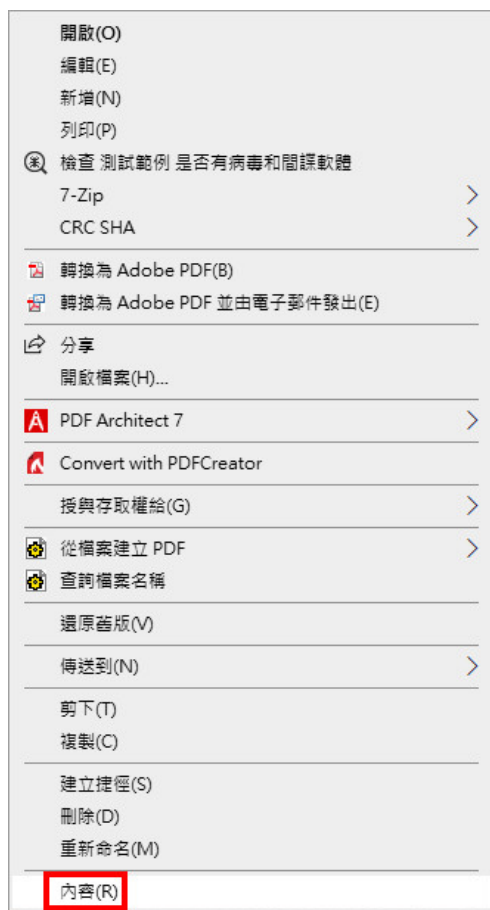 開啟(O)
編輯(E)
新增(N)
列印(P)
檢查 測試範例 是否有病毒和間諜軟體
7-Zip
CRC SHA
轉換為 Adobe PDF(B)
轉換為 Adobe PDF 並由電子郵件發出(E)
分享
開啟檔案(H)...
PDF Architect 7
Convert with PDFCreator
授與存取權給(G)
從檔案建立 PDF
查詢檔案名稱
還原舊版(V)
傳送到(N)
剪下(T)
複製(C)
建立捷徑(S)
刪除(D)
重新命名(M)
內容(R)